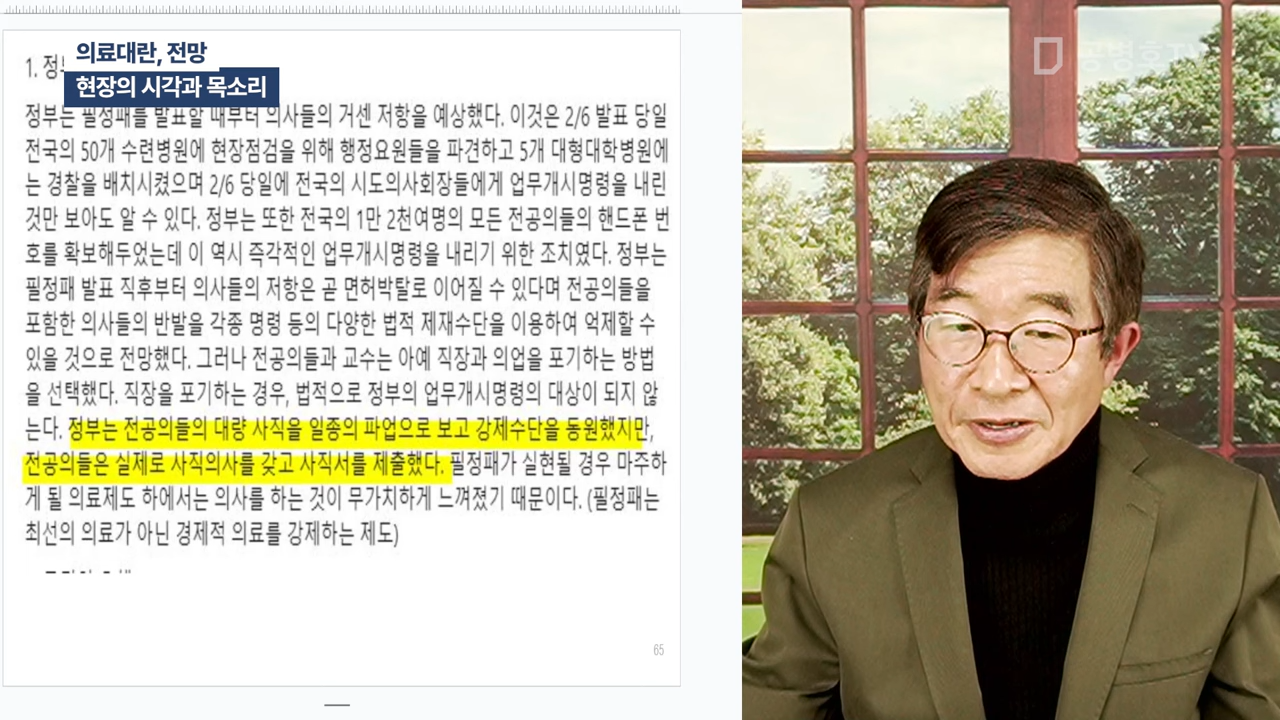 의료대란, 전망
현장의 시각과 목소리
1. 정
정부는 필정패를 발표할 때부터 의사들의 거센 저항을 예상했다. 이것은 2/6 발표 당일
전국의 50개 수련병원에 현장점검을 위해 행정요원들을 파견하고 5개 대형대학병원에
는 경찰을 배치시켰으며 2/6 당일에 전국의 시도의사회장들에게 업무개시명령을 내린
것만 보아도 알 수 있다. 정부는 또한 전국의 1만 2천여명의 모든 전공의들의 핸드폰 번
호를 확보해두었는데 이 역시 즉각적인 업무개시명령을 내리기 위한 조치였다. 정부는
필정패 발표 직후부터 의사들의 저항은 곧 면허박탈로 이어질 수 있다며 전공의들을
포함한 의사들의 반발을 각종 명령 등의 다양한 법적 제재수단을 이용하여 억제할 수
있을 것으로 전망했다. 그러나 전공의들과 교수는 아예 직장과 의업을 포기하는 방법
을 선택했다. 직장을 포기하는 경우, 법적으로 정부의 업무개시명령의 대상이 되지 않
는다. 정부는 전공의들의 대량 사직을 일종의 파업으로 보고 강제수단을 동원했지만,
전공의들은 실제로 사직의사를 갖고 사직서를 제출했다. 필정패가 실현될 경우 마주하
게 될 의료제도 하에서는 의사를 하는 것이 무가치하게 느껴졌기 때문이다. (필정패는
최선의 의료가 아닌 경제적 의료를 강제하는 제도)
65
공병호TV